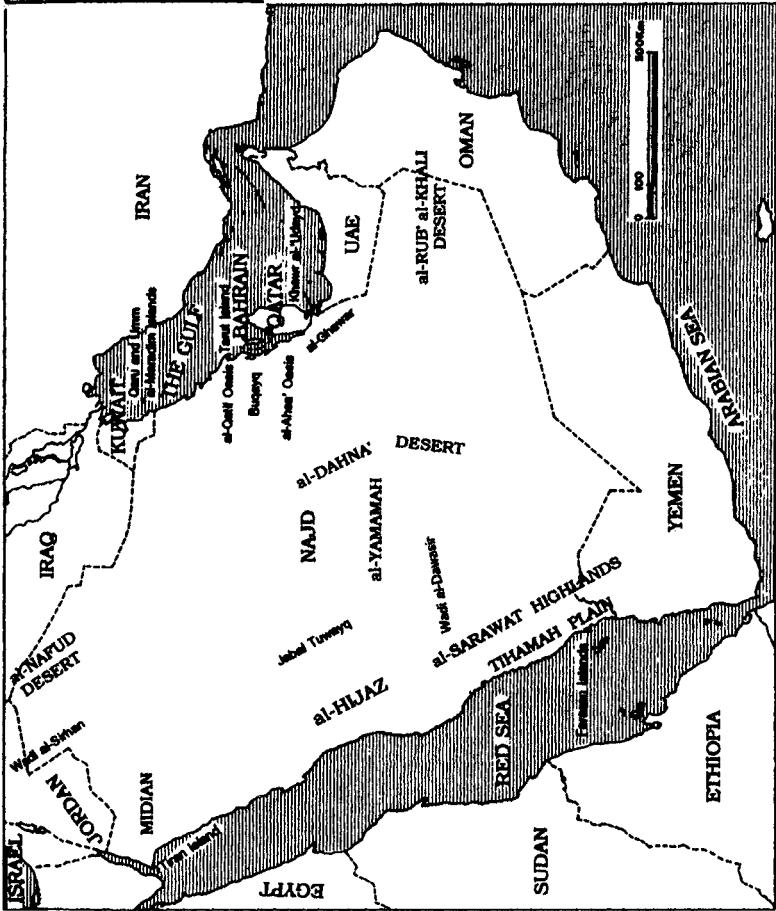 ISRAEL
JORDAN
Wadi al-Sirhan
al-NAFUD
DESERT
IRAQ
KUWAIT
Qaru and Umm
al-Maradim Islands
IRAN
THE GULF
MIDIAN
Tiran Island
EGYPT
al-Qatif Oasis
Tarut Island
BAHRAIN
Buqayq
QATAR
al-Ahsa' Oasis
Khawr al-'Udayd
al-Ghawar
UAE
OMAN
al-RUB' al-KHALI
DESERT
al-DAHNA'
DESERT
NAJD
al-YAMAMAH
Jabal Tuwayq
Wadi al-Dawasir
al-HIJAZ
al-SARAWAT HIGHLANDS
TIHAMAH PLAIN
RED SEA
Farasan Islands
YEMEN
ARABIAN SEA
SUDAN
ETHIOPIA
0 100